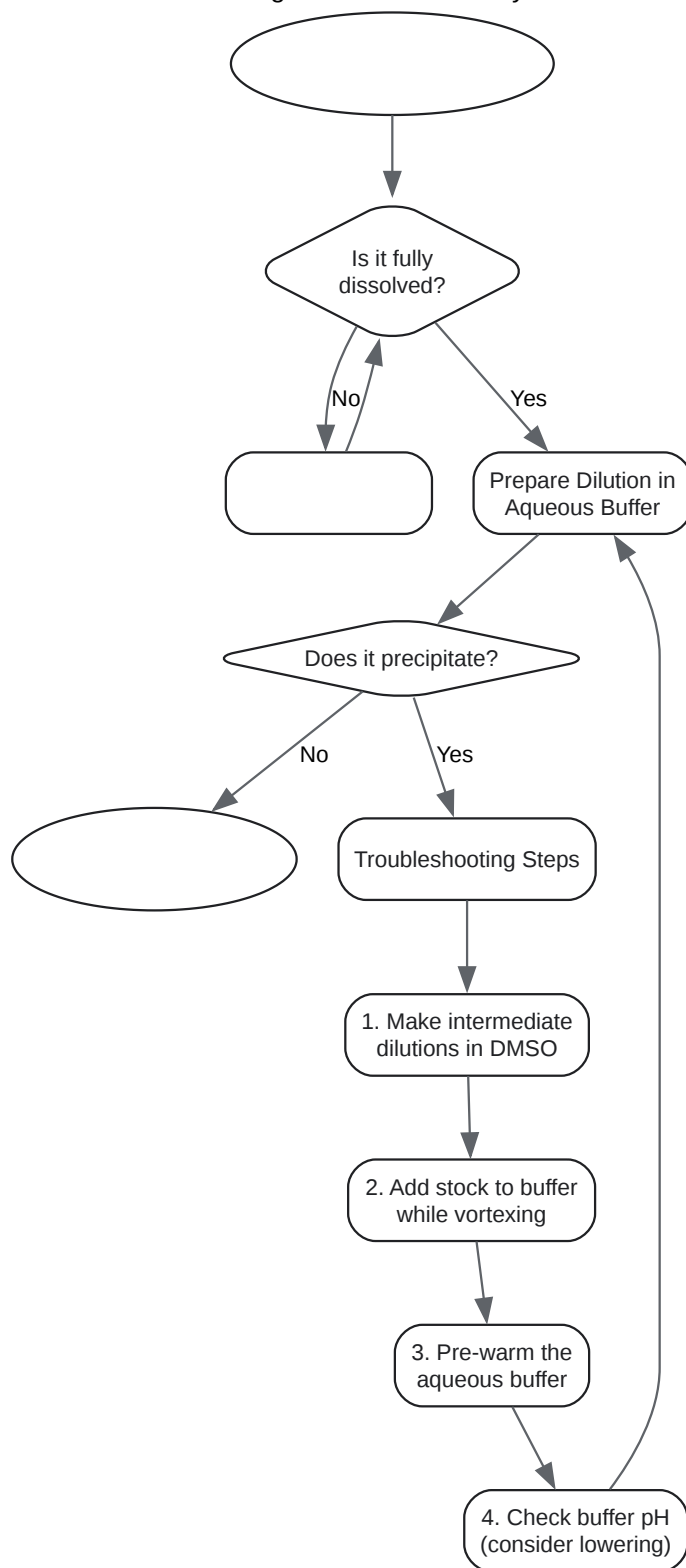 Is it fully
dissolved?
No
Yes
Prepare Dilution in
Aqueous Buffer
Does it precipitate?
No
Yes
Troubleshooting Steps
1. Make intermediate
dilutions in DMSO
2. Add stock to buffer
while vortexing
3. Pre-warm the
aqueous buffer
4. Check buffer pH
(consider lowering)